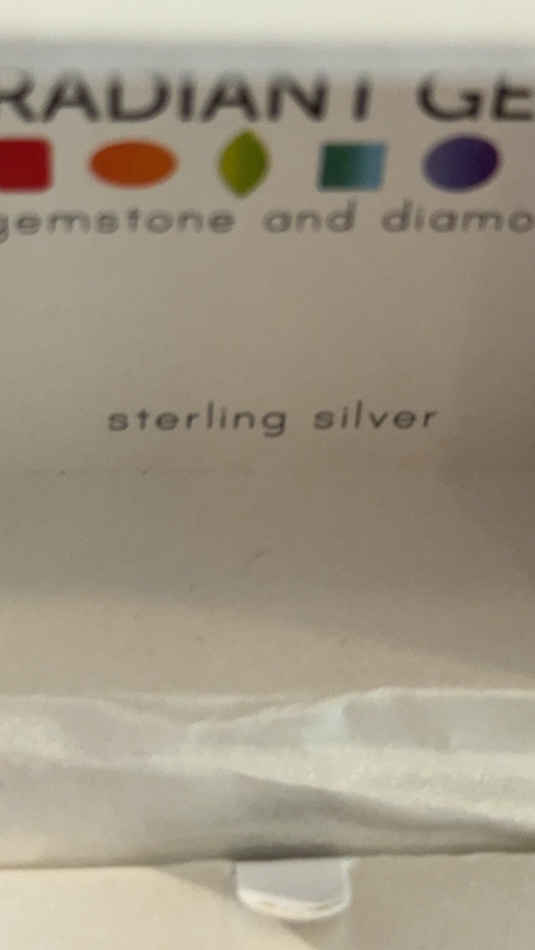 RADIANT GE
gemstone and diamo
sterling silver